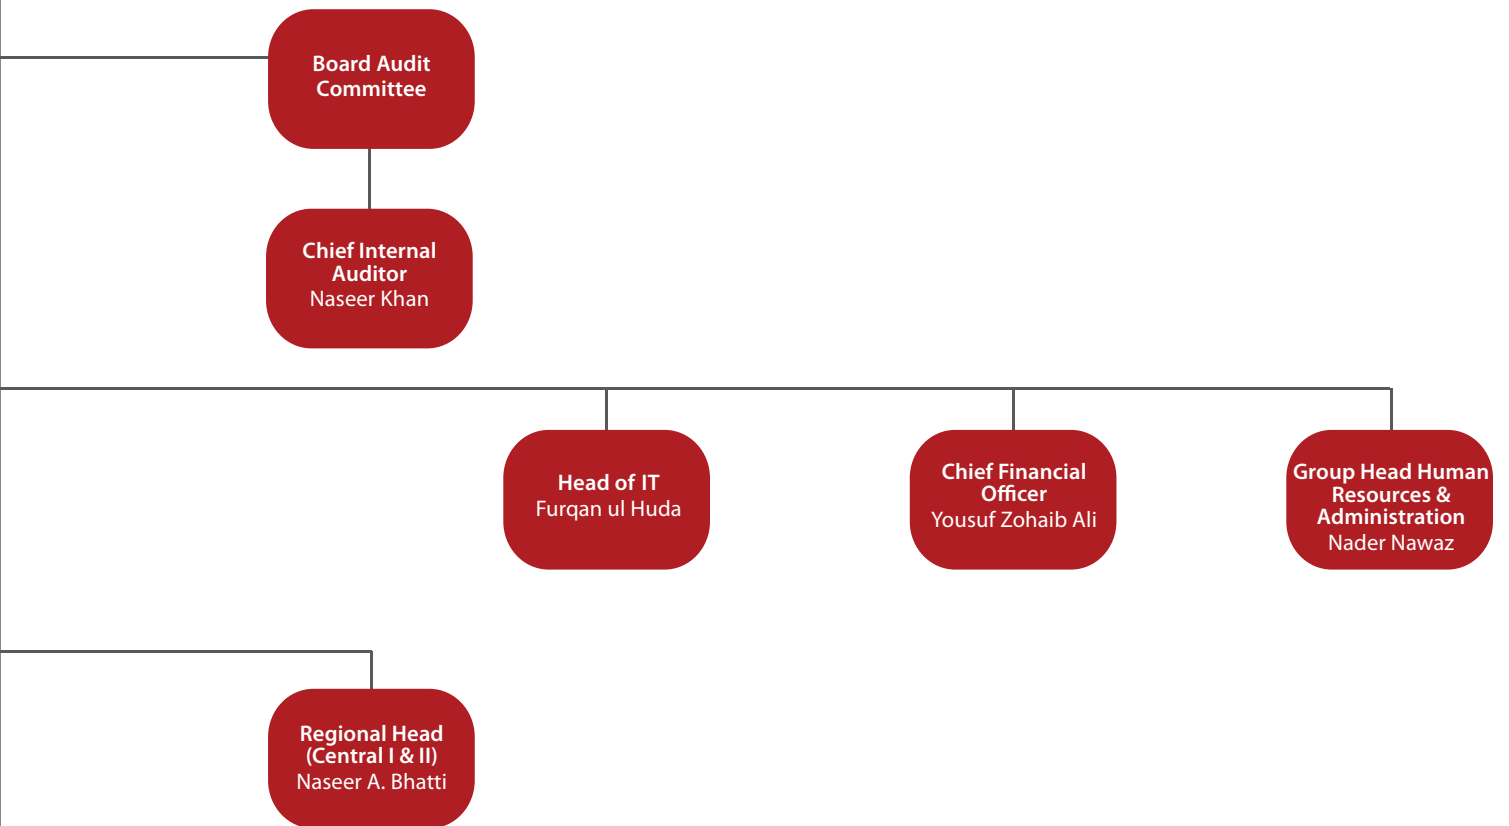 Board Audit
Committee
Chief Internal
Auditor
Naseer Khan
Head of IT
Furqan ul Huda
Chief Financial
Officer
Yousuf Zohaib Ali
Group Head Human
Resources &
Administration
Nader Nawaz
Regional Head
(Central I & II)
Naseer A. Bhatti